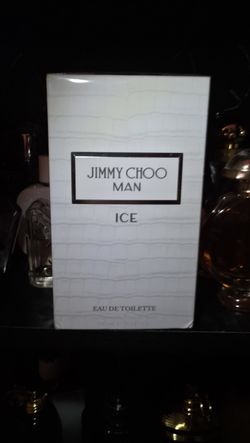 JIMMY CHOO
MAN
ICE
EAU DE TOILETTE